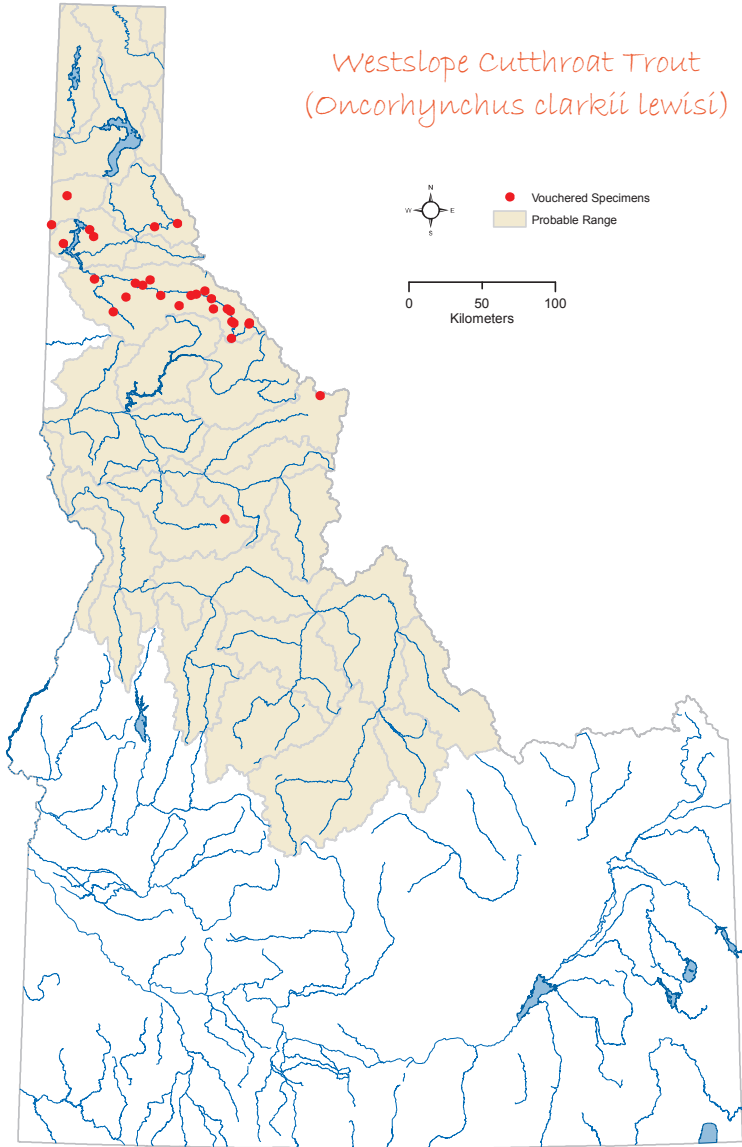 Westslope Cutthroat Trout
(Oncorhynchus clarkii lewisi)
N
W E
S
Vouchered Specimens
Probable Range
0 50 100
Kilometers